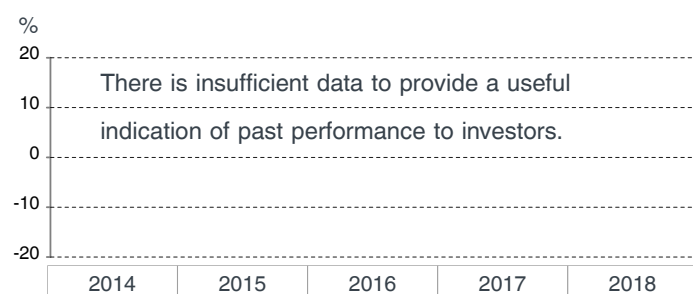 %
20
There is insufficient data to provide a useful
10
indication of past performance to investors.
0
-10
-20
2014 2015 2016 2017 2018